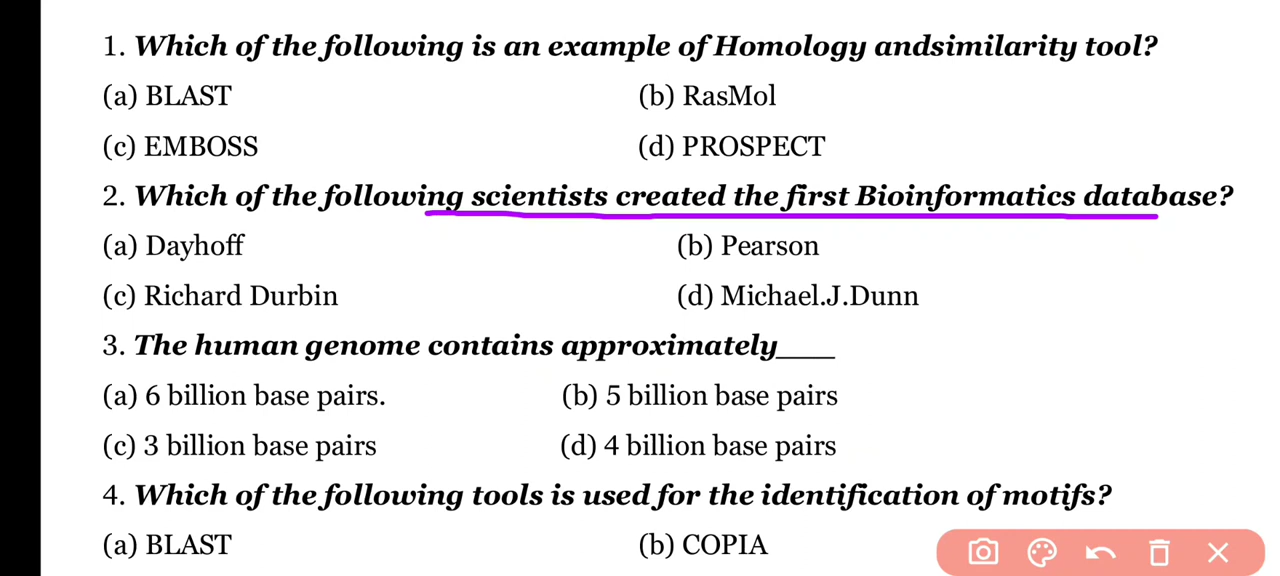 1. Which of the following is an example of Homology andsimilarity tool?
(a) BLAST (b) RasMol
(c) EMBOSS (d) PROSPECT
2. Which of the following scientists created the first Bioinformatics database?
(a) Dayhoff (b) Pearson
(c) Richard Durbin (d) Michael.J.Dunn
3. The human genome contains approximately____
(a) 6 billion base pairs. (b) 5 billion base pairs
(c) 3 billion base pairs (d) 4 billion base pairs
4. Which of the following tools is used for the identification of motifs?
(a) BLAST (b) COPIA